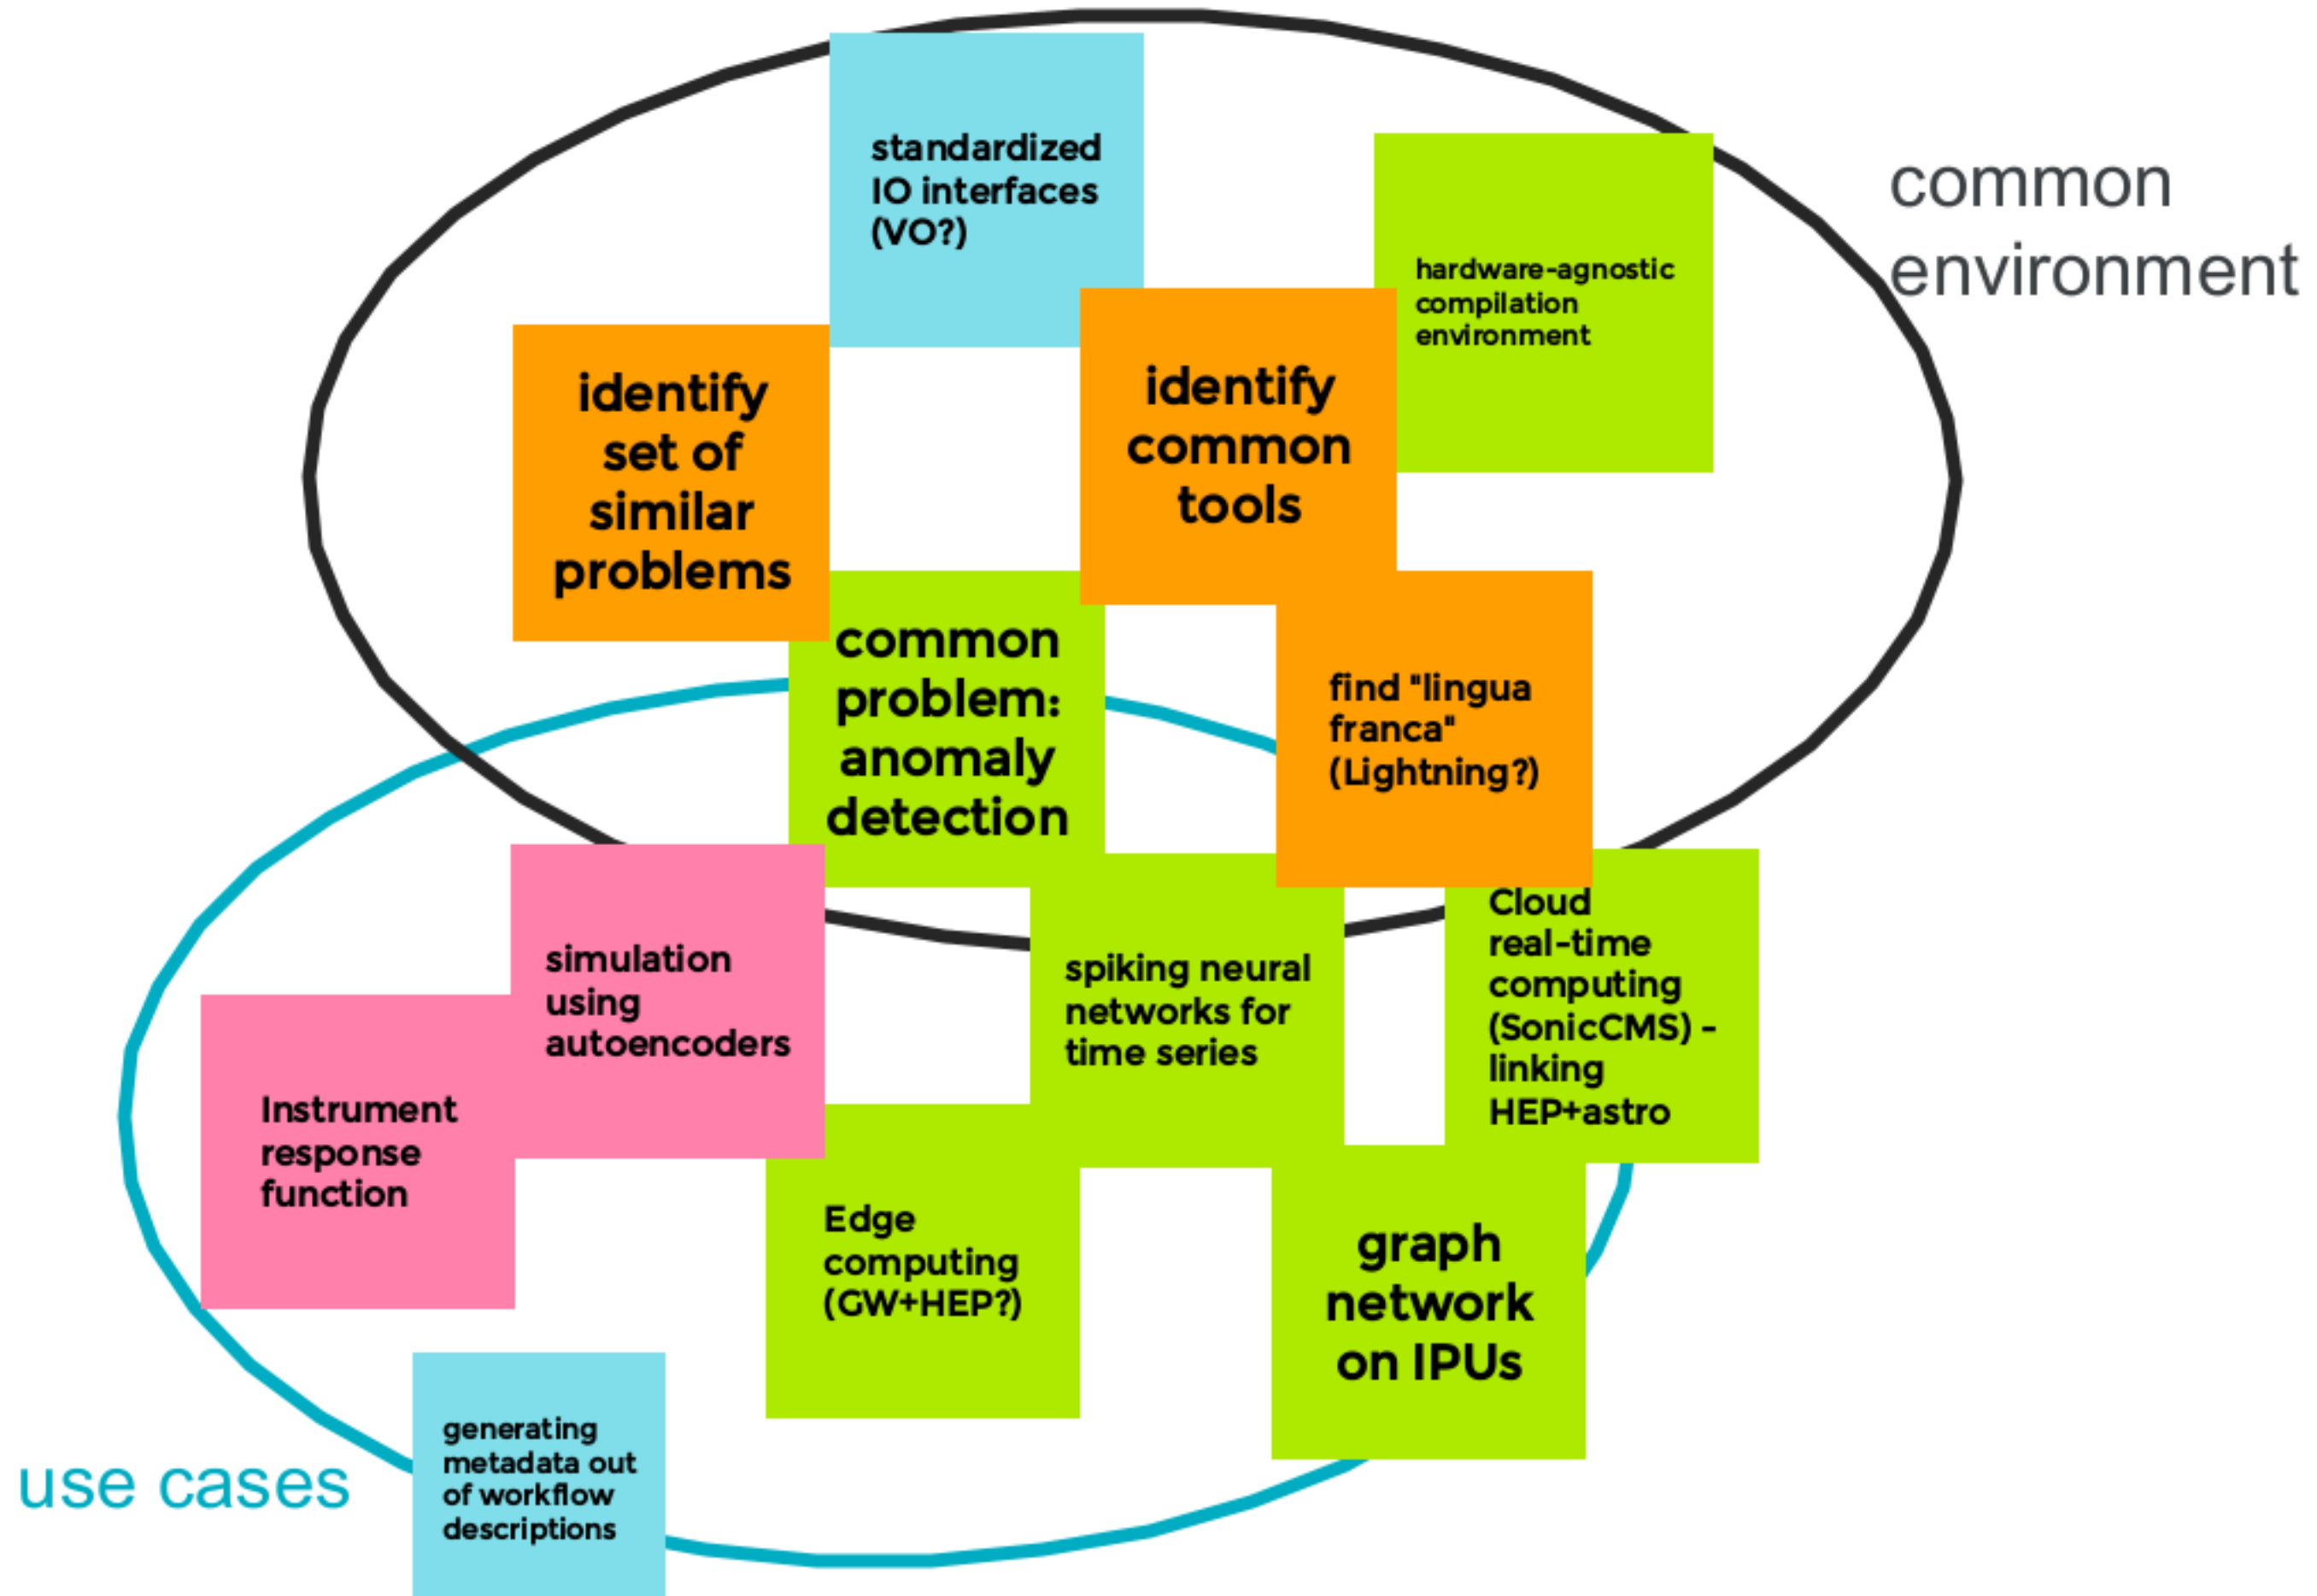 standardized
IO interfaces
(VO?)
common
environment
hardware-agnostic
compilation
environment
identify
set of
similar
problems
identify
common
tools
common
problem:
anomaly
detection
find "lingua
franca"
(Lightning?)
simulation
using
autoencoders
spiking neural
networks for
time series
Cloud
real-time
computing
(SonicCMS) -
linking
HEP+astro
Instrument
response
function
Edge
computing
(GW+HEP?)
graph
network
on IPUs
use cases
generating
metadata out
of workflow
descriptions